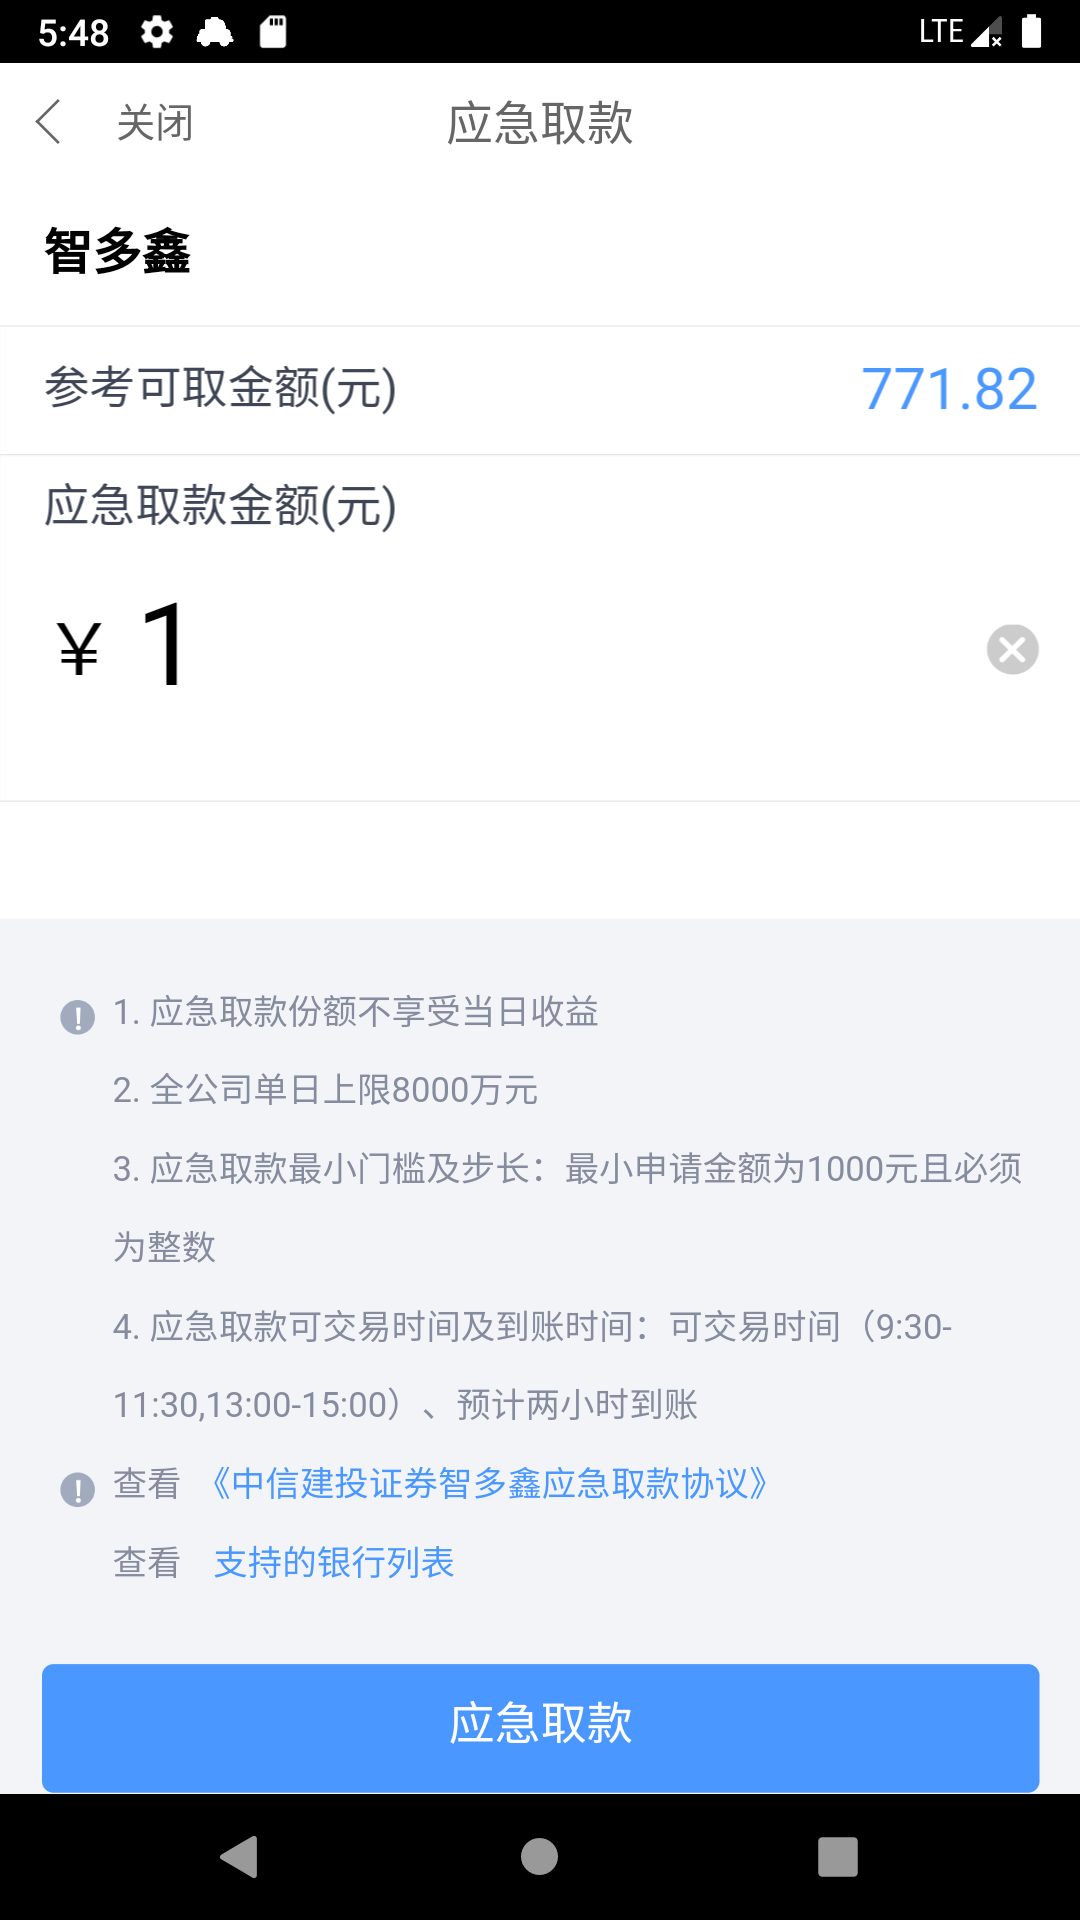 5:48
LTE
关闭
应急取款
智多鑫
参考可取金额(元)
771.82
应急取款金额(元)
¥ 1
1. 应急取款份额不享受当日收益
2. 全公司单日上限8000万元
3. 应急取款最小门槛及步长：最小申请金额为1000元且必须
为整数
4. 应急取款可交易时间及到账时间：可交易时间（9:30-
11:30,13:00-15:00）、预计两小时到账
查看 《中信建投证券智多鑫应急取款协议》
查看 支持的银行列表
应急取款